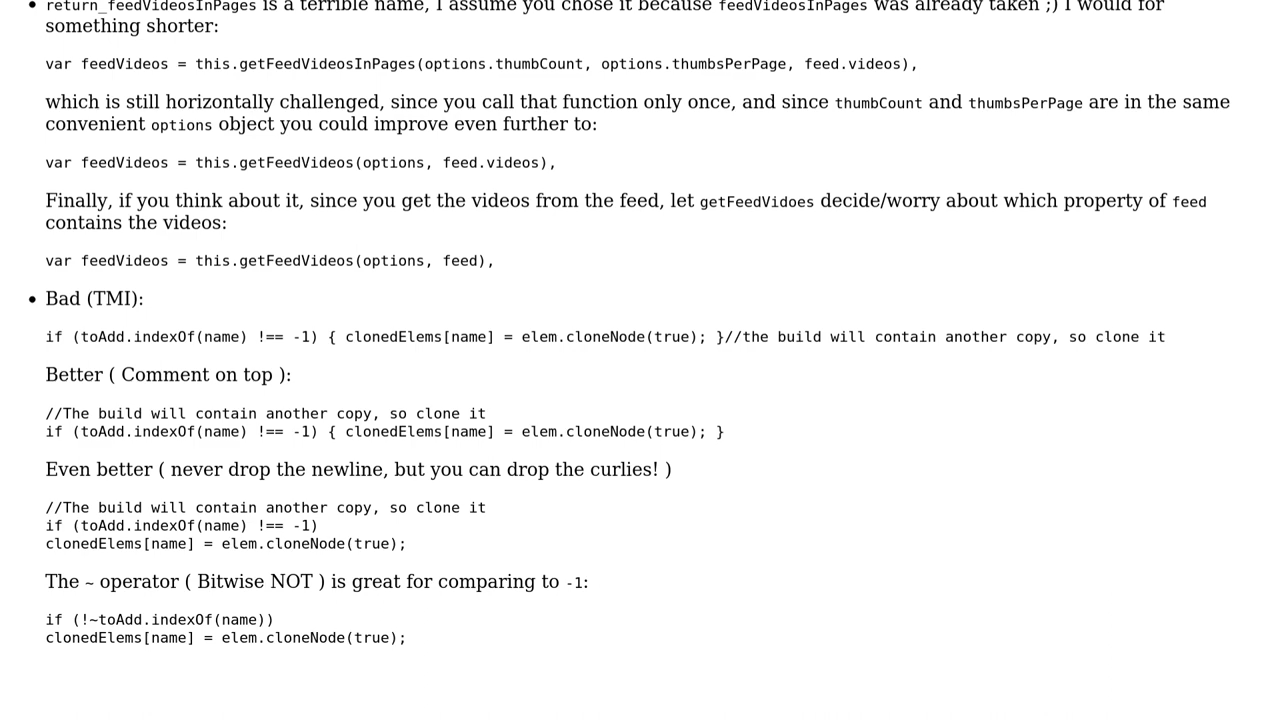 return_feedVideosInPages is a terrible name, I assume you chose it because feedVideosInPages was already taken ;) I would for
something shorter:
var feedVideos = this.getFeedVideosInPages(options.thumbCount, options.thumbsPerPage, feed.videos),
which is still horizontally challenged, since you call that function only once, and since thumbCount and thumbsPerPage are in the same
convenient options object you could improve even further to:
var feedVideos = this.getFeedVideos(options, feed.videos),
Finally, if you think about it, since you get the videos from the feed, let getFeedVidoes decide/worry about which property of feed
contains the videos:
var feedVideos = this.getFeedVideos(options, feed),
Bad (TMI):
if (toAdd.indexOf(name) !== -1) { clonedElems[name] = elem.cloneNode(true); }//the build will contain another copy, so clone it
Better ( Comment on top ):
//The build will contain another copy, so clone it
if (toAdd.indexOf(name) !== -1) { clonedElems[name] = elem.cloneNode(true); }
Even better ( never drop the newline, but you can drop the curlies! )
//The build will contain another copy, so clone it
if (toAdd.indexOf(name) !== -1)
clonedElems[name] = elem.cloneNode(true);
The ~ operator ( Bitwise NOT ) is great for comparing to -1:
if (!~toAdd.indexOf(name))
clonedElems[name] = elem.cloneNode(true);